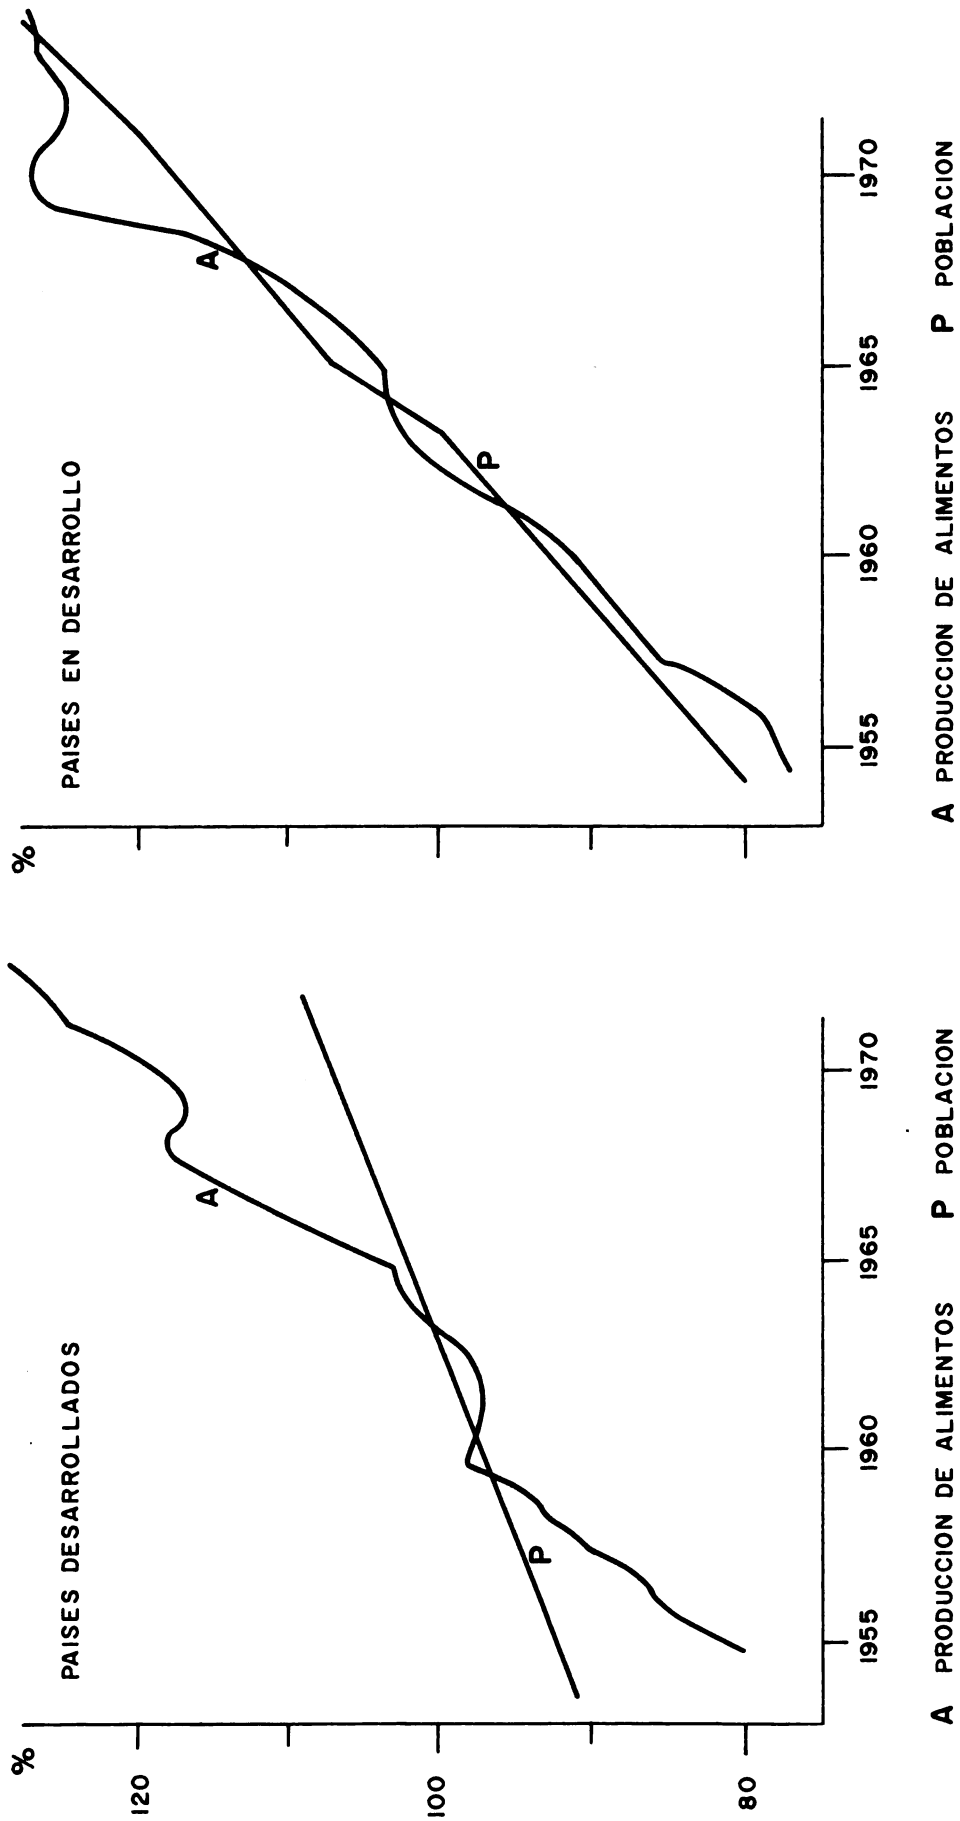 PAISES DESARROLLADOS
%
120
100
80
A
P
1955 1960 1965 1970
A PRODUCCION DE ALIMENTOS P POBLACION
PAISES EN DESARROLLO
%
A
P
1955 1960 1965 1970
A PRODUCCION DE ALIMENTOS P POBLACION